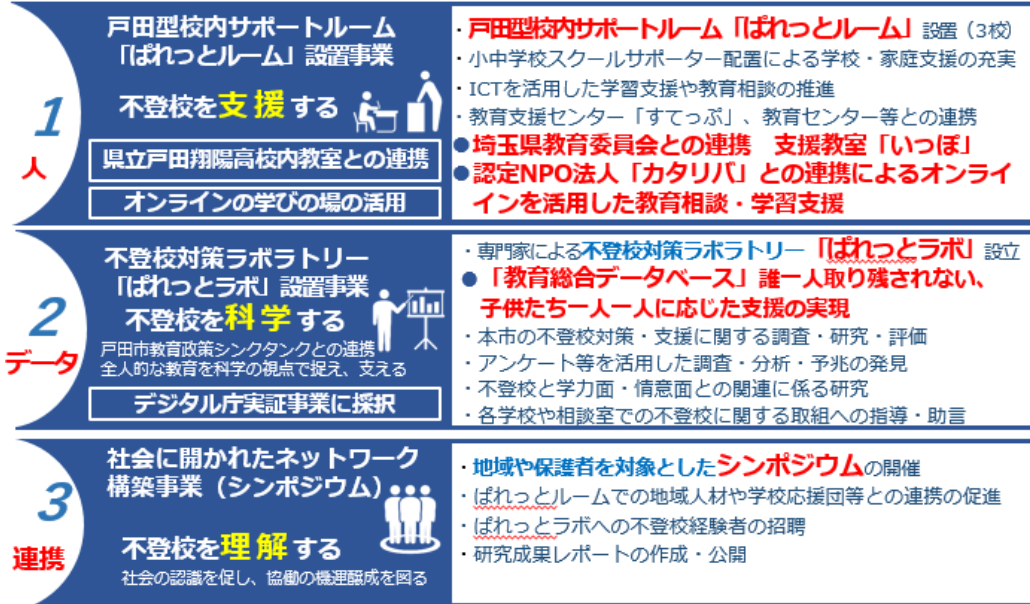 1
人
戸田型校内サポートルーム
「ぱれっとルーム」設置事業
不登校を支援する
県立戸田翔陽高校内教室との連携
オンラインの学びの場の活用
・戸田型校内サポートルーム「ぱれっとルーム」設置（3校）
・小中学校スクールサポーター配置による学校・家庭支援の充実
・ICTを活用した学習支援や教育相談の推進
・教育支援センター「すてっぷ」、教育センター等との連携
●埼玉県教育委員会との連携　支援教室「いっぽ」
●認定NPO法人「カタリバ」との連携によるオンライ
インを活用した教育相談・学習支援
2
データ
不登校対策ラボラトリー
「ぱれっとラボ」設置事業
不登校を科学する
戸田市教育政策シンクタンクとの連携
全人的な教育を科学の視点で捉え、支える
デジタル庁実証事業に採択
・専門家による不登校対策ラボラトリー「ぱれっとラボ」設立
●「教育総合データベース」誰一人取り残されない、
子供たち一人一人に応じた支援の実現
・本市の不登校対策・支援に関する調査・研究・評価
・アンケート等を活用した調査・分析・予兆の発見
・不登校と学力面・情意面との関連に係る研究
・各学校や相談室での不登校に関する取組への指導・助言
3
連携
社会に開かれたネットワーク
構築事業（シンポジウム）
不登校を理解する
社会の認識を促し、協働の機運醸成を図る
・地域や保護者を対象としたシンポジウムの開催
・ぱれっとルームでの地域人材や学校応援団等との連携の促進
・ぱれっとラボへの不登校経験者の招聘
・研究成果レポートの作成・公開